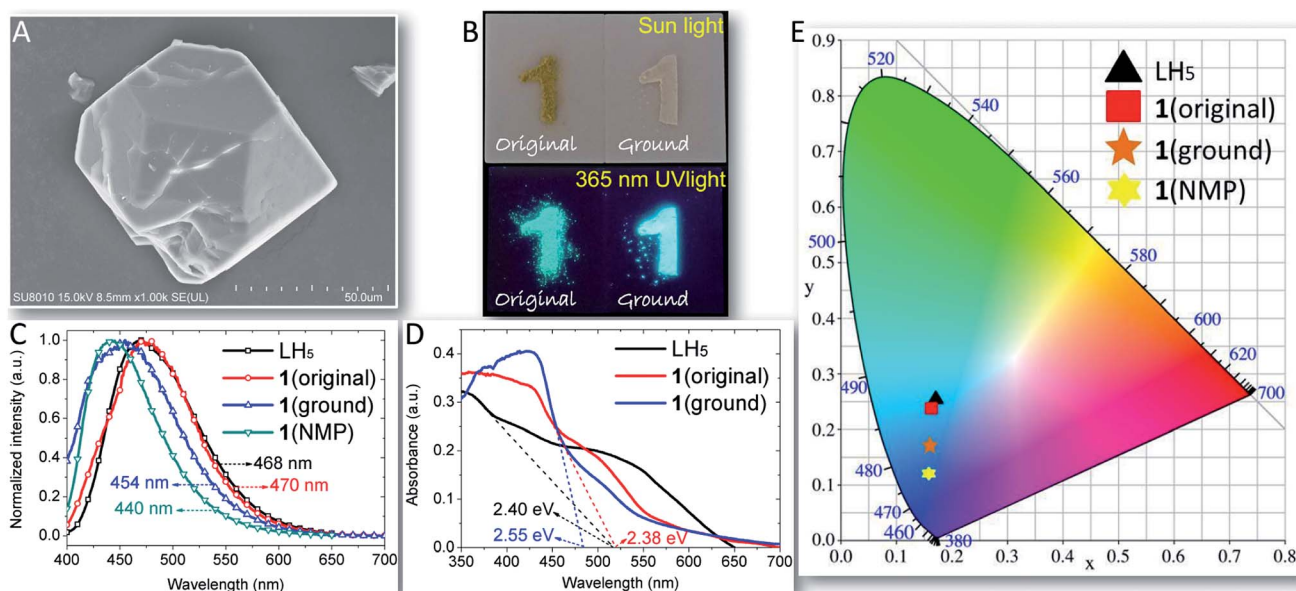 A
SU8010 15.0kV 8.5mm x1.00k SE(UL)
50.0um
B
Sun light
Original
Ground
365 nm UVlight
Original
Ground
C
Normalized intensity (a.u.)
1.0
0.8
0.6
0.4
0.2
0.0
LH₅
1(original)
1(ground)
1(NMP)
468 nm
454 nm
470 nm
440 nm
400 450 500 550 600 650 700
Wavelength (nm)
D
Absorbance (a.u.)
0.4
0.3
0.2
0.1
0.0
LH₅
1(original)
1(ground)
2.40 eV
2.55 eV
2.38 eV
350 400 450 500 550 600 650 700
Wavelength (nm)
E
0.9
0.8
0.7
0.6
0.5
y
0.4
0.3
0.2
0.1
0.0
LH₅
1(original)
1(ground)
1(NMP)
520
540
560
500
580
600
620
490
700
480
470
460
380
0.0 0.1 0.2 0.3 0.4 0.5 0.6 0.7 0.8
x